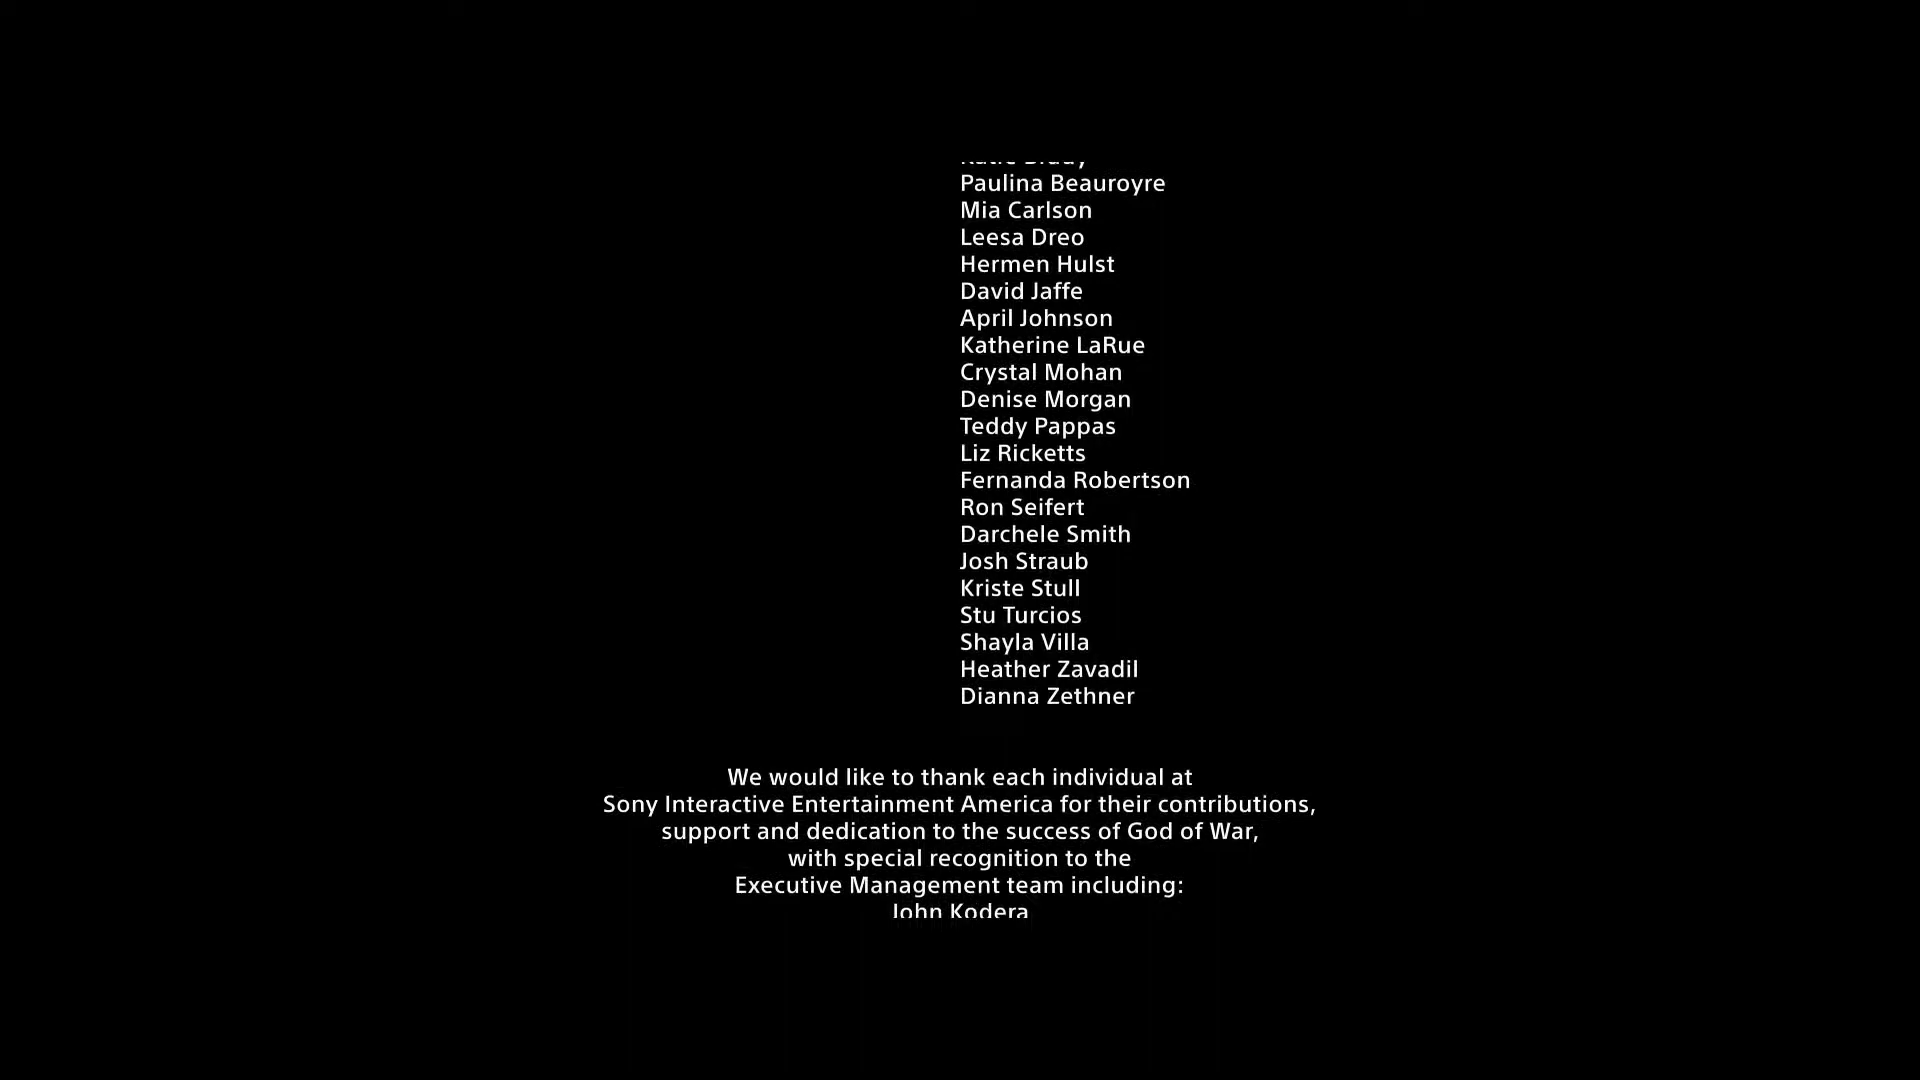 Paulina Beauroyre
Mia Carlson
Leesa Dreo
Hermen Hulst
David Jaffe
April Johnson
Katherine LaRue
Crystal Mohan
Denise Morgan
Teddy Pappas
Liz Ricketts
Fernanda Robertson
Ron Seifert
Darchele Smith
Josh Straub
Kriste Stull
Stu Turcios
Shayla Villa
Heather Zavadil
Dianna Zethner
We would like to thank each individual at
Sony Interactive Entertainment America for their contributions,
support and dedication to the success of God of War,
with special recognition to the
Executive Management team including:
John Kodera